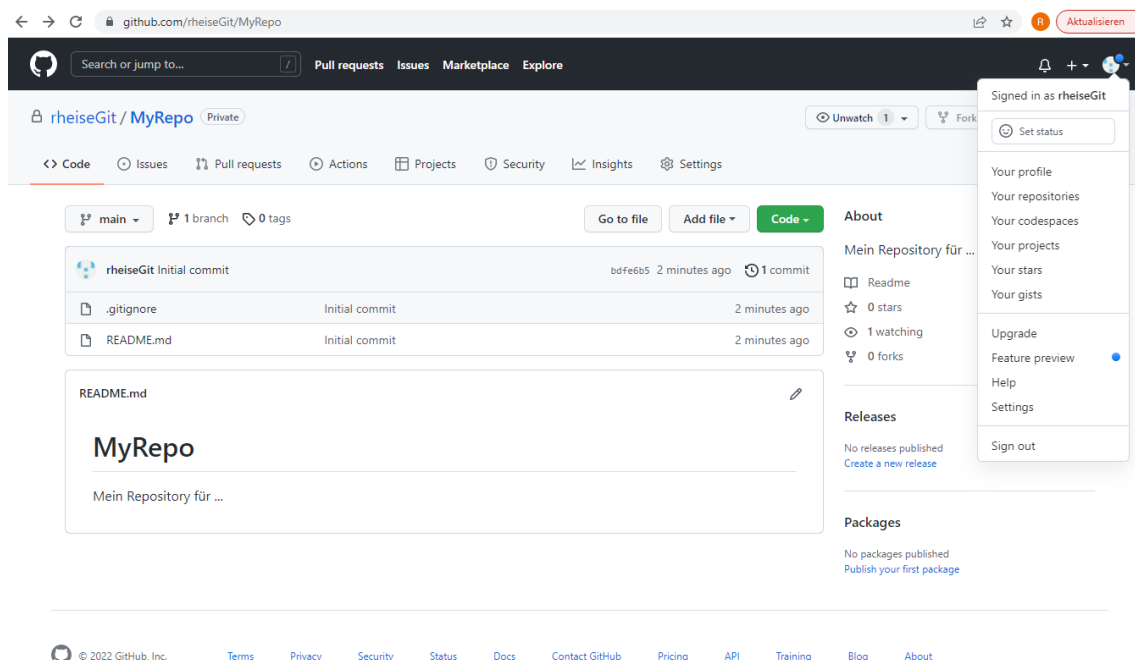 github.com/rheiseGit/MyRepo R Aktualisieren
Search or jump to... / Pull requests Issues Marketplace Explore
Signed in as rheiseGit
Set status
Your profile
Your repositories
Your codespaces
Your projects
Your stars
Your gists
Upgrade
Feature preview
Help
Settings
Sign out
rheiseGit / MyRepo Private Unwatch 1 Fork
Code Issues Pull requests Actions Projects Security Insights Settings
main 1 branch 0 tags Go to file Add file Code
rheiseGit Initial commit bdfe6b5 2 minutes ago 1 commit
.gitignore Initial commit 2 minutes ago
README.md Initial commit 2 minutes ago
README.md
MyRepo
Mein Repository für ...
About
Mein Repository für ...
Readme
0 stars
1 watching
0 forks
Releases
No releases published
Create a new release
Packages
No packages published
Publish your first package
© 2022 GitHub, Inc. Terms Privacy Security Status Docs Contact GitHub Pricing API Training Blog About